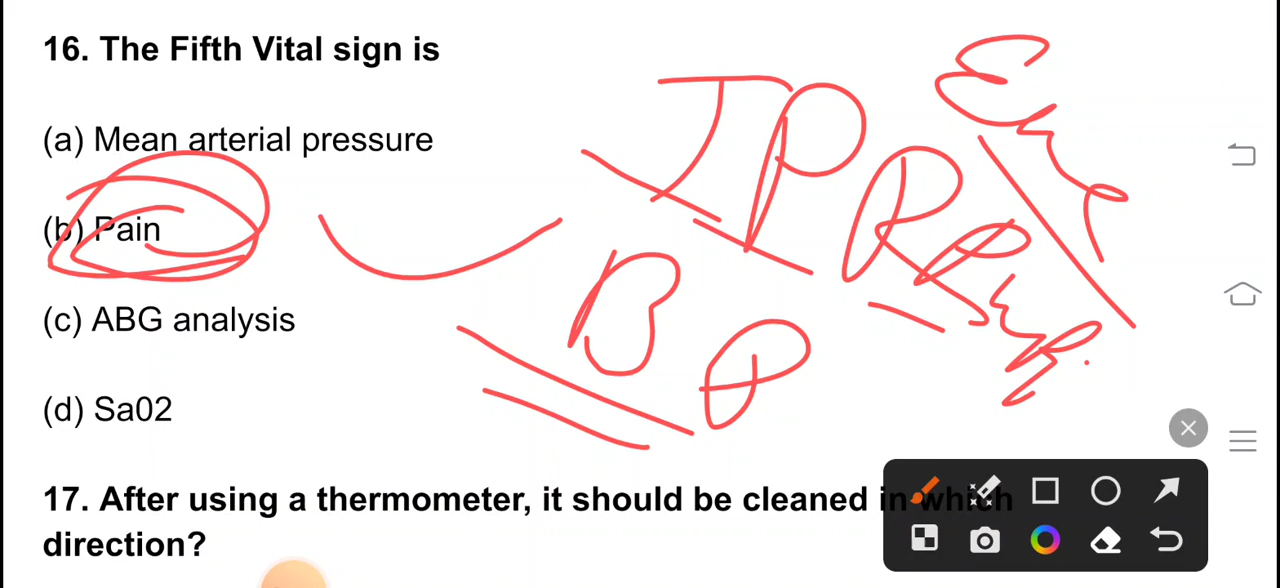 16. The Fifth Vital sign is
(a) Mean arterial pressure
(b) Pain
(c) ABG analysis
(d) Sa02
TPR
BP
17. After using a thermometer, it should be cleaned in which
direction?